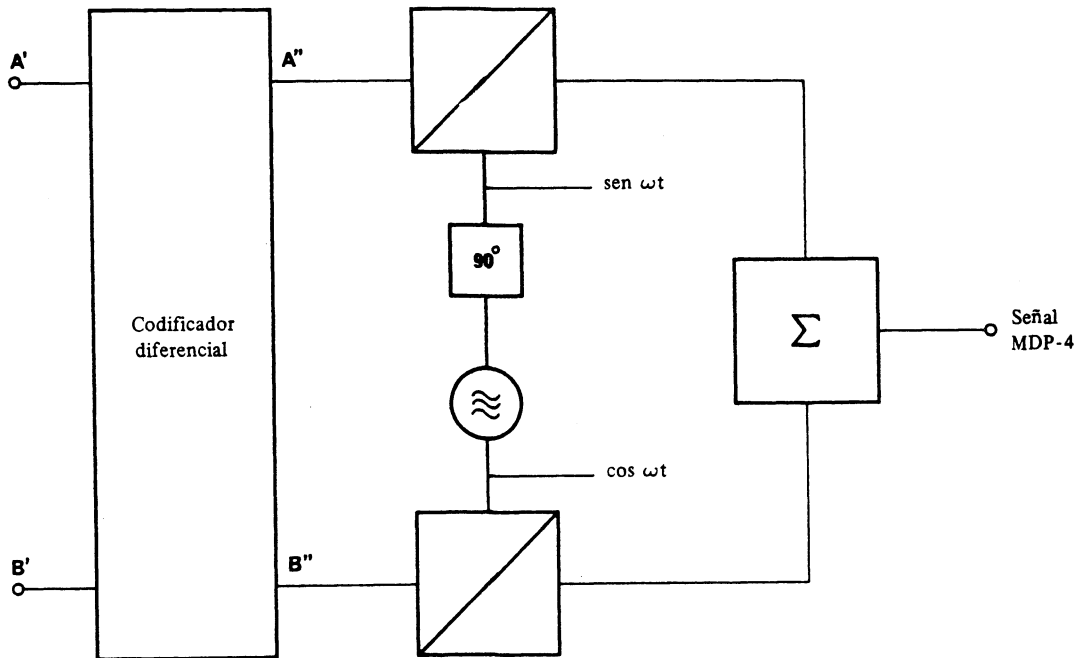 A'
A"
sen ωt
90°
Codificador
diferencial
Σ
Señal
MDP-4
cos ωt
B'
B"